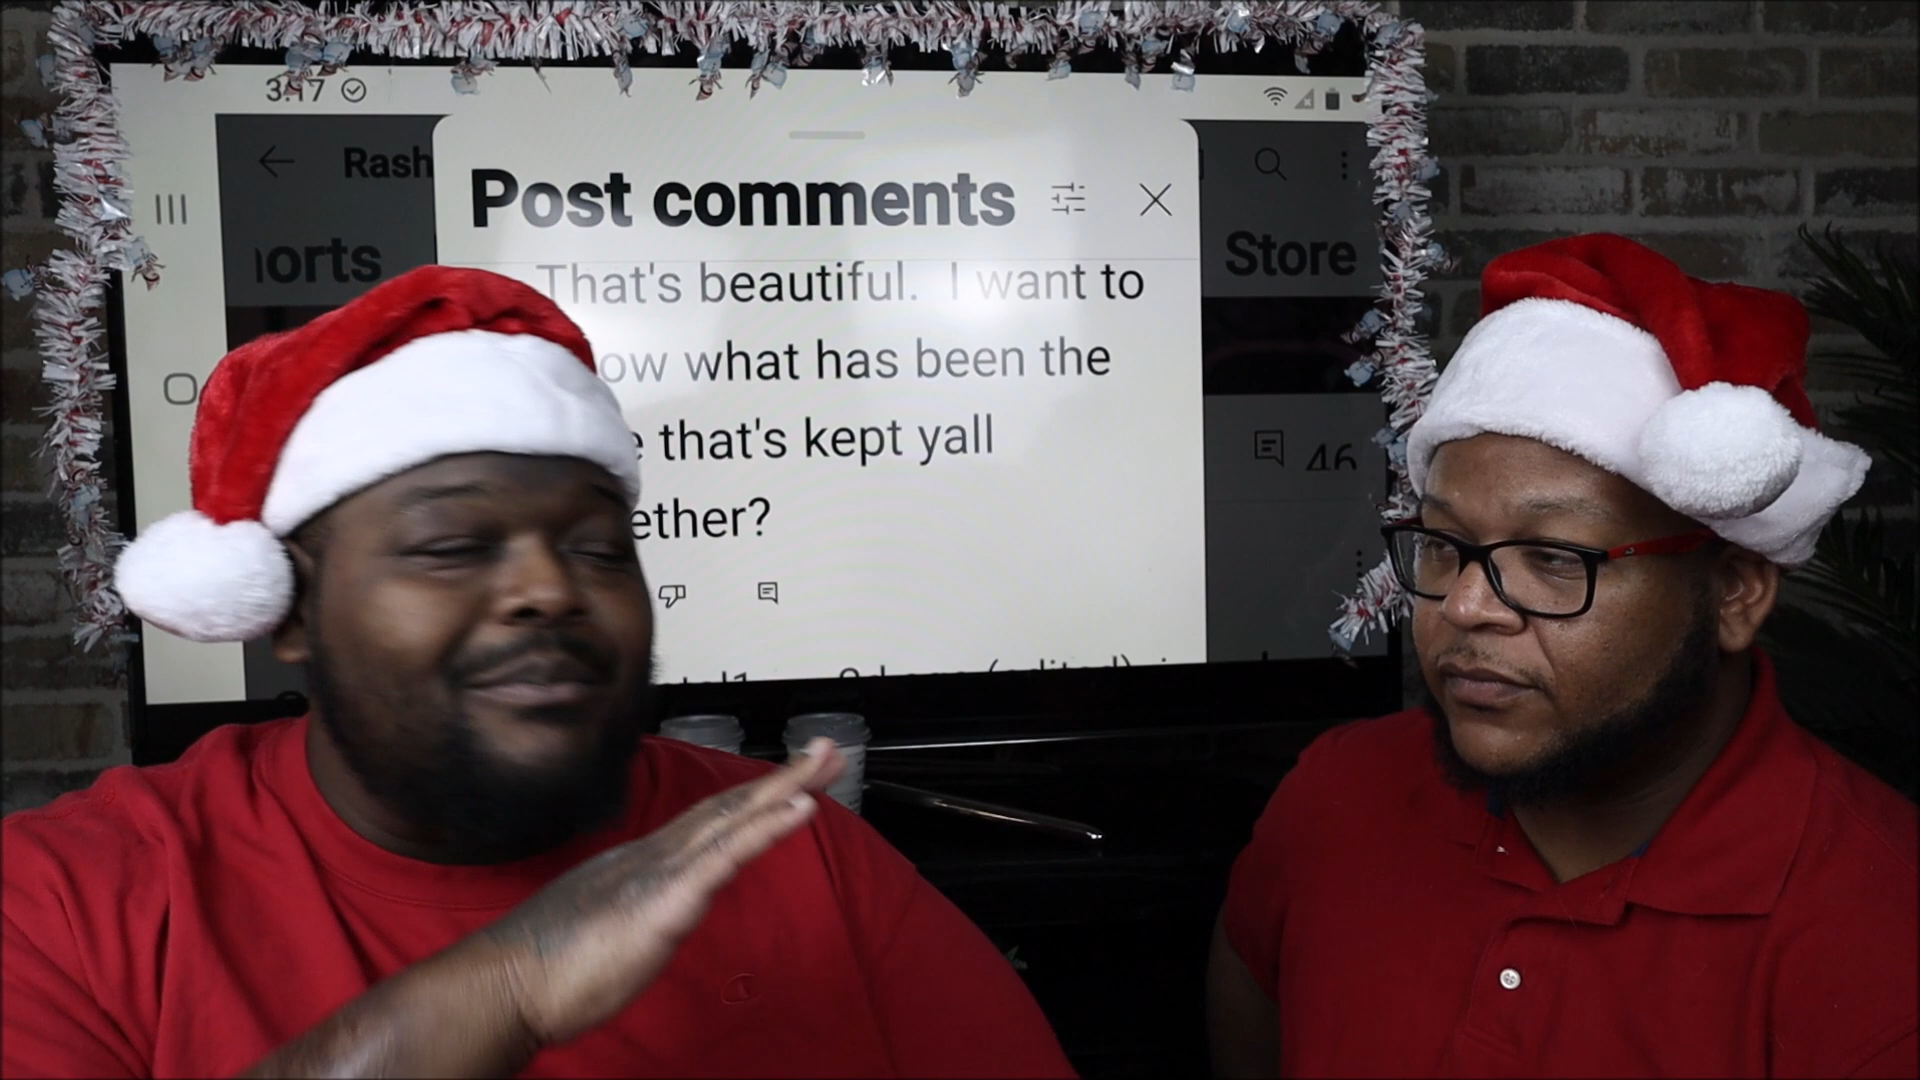 3:17
Rash
Post comments
orts
Store
That's beautiful. I want to
ow what has been the
e that's kept yall
46
ether?